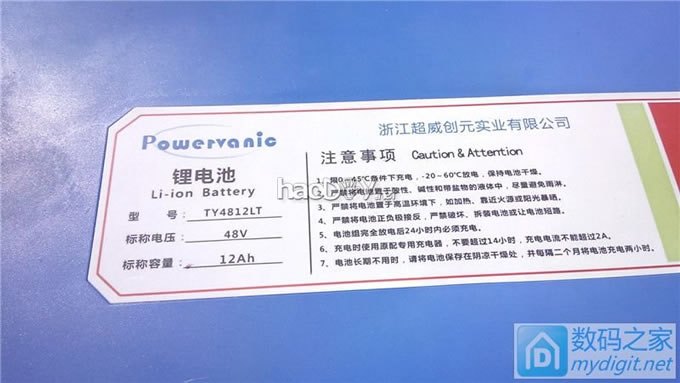 Powervanic
锂电池
Li-ion Battery
型　号： TY4812LT
标称电压： 48V
标称容量： 12Ah
浙江超威创元实业有限公司
注意事项 Caution & Attention
1、限0～45℃条件下充电，-20～60℃放电，保持电池干燥。
2、严禁将电池置于酸性、碱性和带盐物的液体中，尽量避免雨淋。
3、严禁将电池置于高温环境下，如加热、靠近火源或阳光暴晒。
4、严禁将电池正负极接反，严禁破坏、拆装电池或让电池短路。
5、电池组完全放电后24小时内必须充电。
6、充电时使用原配专用充电器，不要超过14小时，充电电流不能超过2A。
7、电池长期不用时，请将电池保存在阴凉干燥处，并每隔二个月将电池充电两小时。
haoDIY
数码之家
mydigit.net